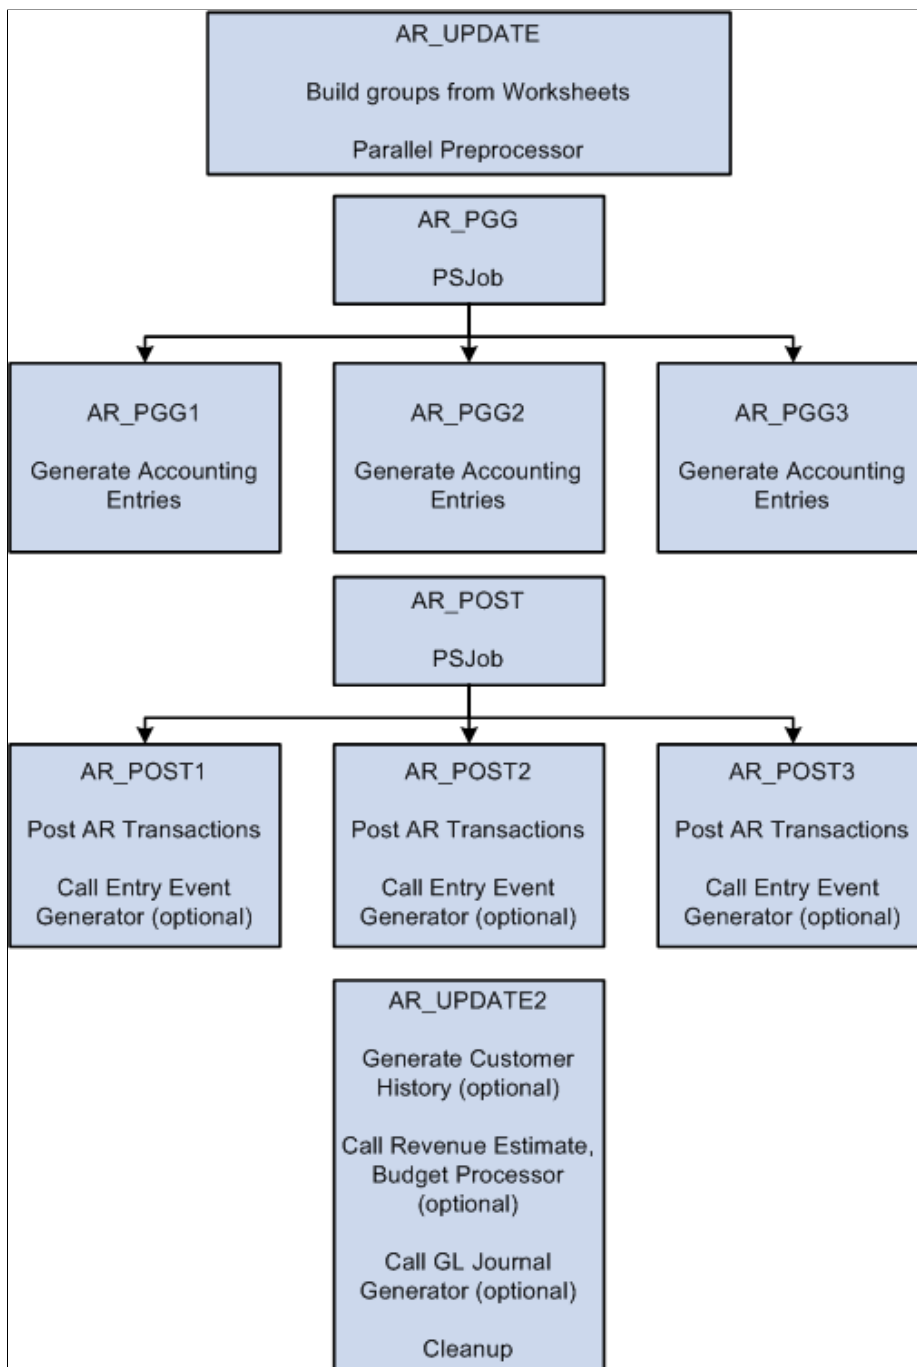 AR_UPDATE
Build groups from Worksheets
Parallel Preprocessor
AR_PGG
PSJob
AR_PGG1
Generate Accounting
Entries
AR_PGG2
Generate Accounting
Entries
AR_PGG3
Generate Accounting
Entries
AR_POST
PSJob
AR_POST1
Post AR Transactions
Call Entry Event
Generator (optional)
AR_POST2
Post AR Transactions
Call Entry Event
Generator (optional)
AR_POST3
Post AR Transactions
Call Entry Event
Generator (optional)
AR_UPDATE2
Generate Customer
History (optional)
Call Revenue Estimate,
Budget Processor
(optional)
Call GL Journal
Generator (optional)
Cleanup